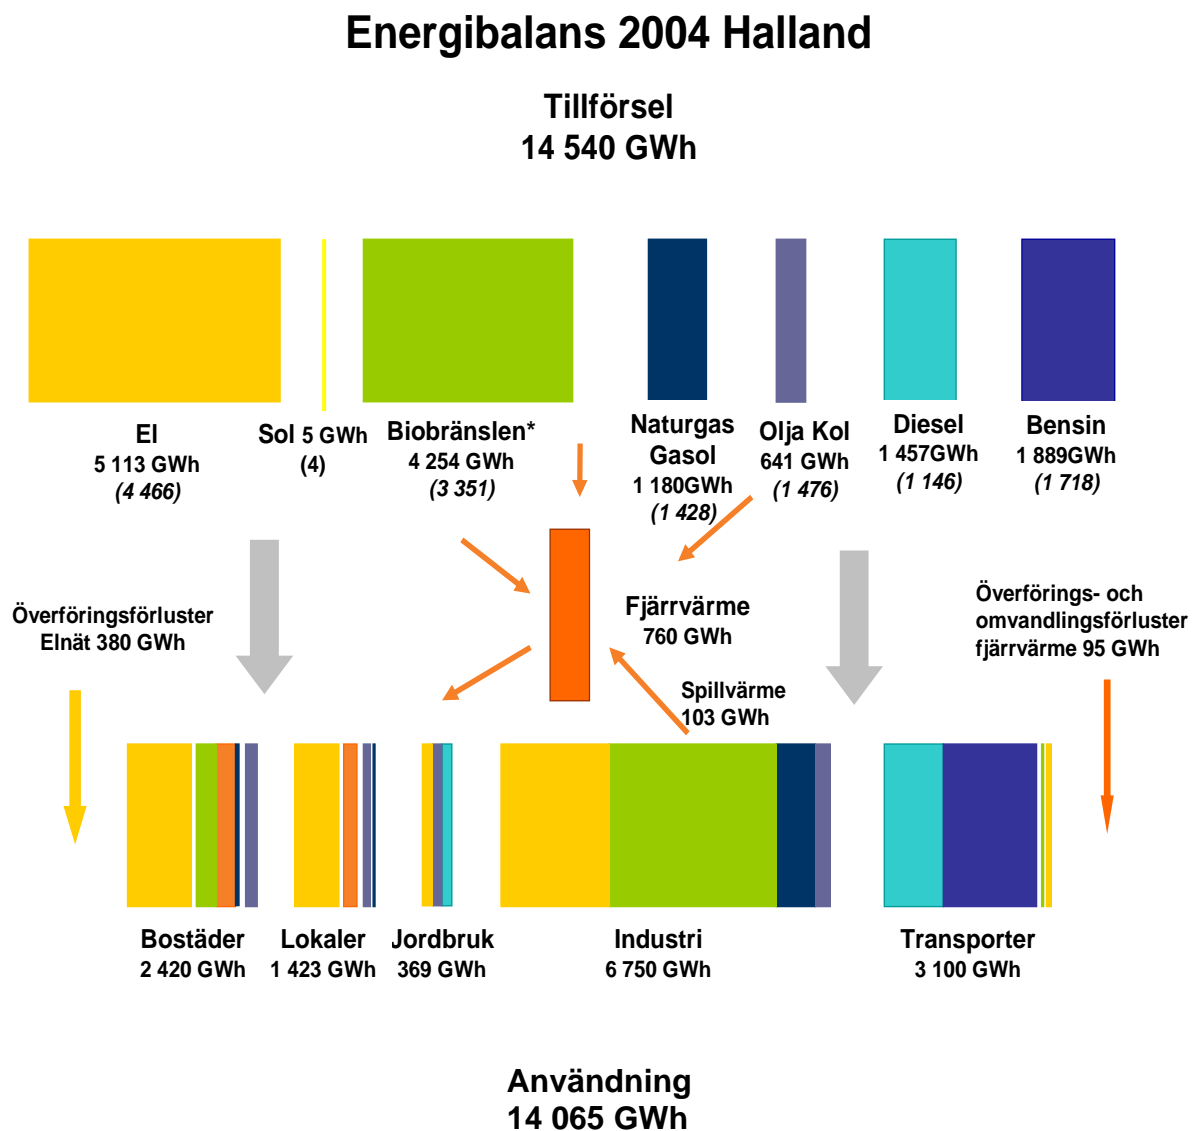 Energibalans 2004 Halland
Tillförsel
14 540 GWh
El
5 113 GWh
(4 466)
Sol 5 GWh
(4)
Biobränslen*
4 254 GWh
(3 351)
Naturgas
Gasol
1 180GWh
(1 428)
Olja Kol
641 GWh
(1 476)
Diesel
1 457GWh
(1 146)
Bensin
1 889GWh
(1 718)
Överföringsförluster
Elnät 380 GWh
Fjärrvärme
760 GWh
Överförings- och
omvandlingsförluster
fjärrvärme 95 GWh
Spillvärme
103 GWh
Bostäder
2 420 GWh
Lokaler
1 423 GWh
Jordbruk
369 GWh
Industri
6 750 GWh
Transporter
3 100 GWh
Användning
14 065 GWh